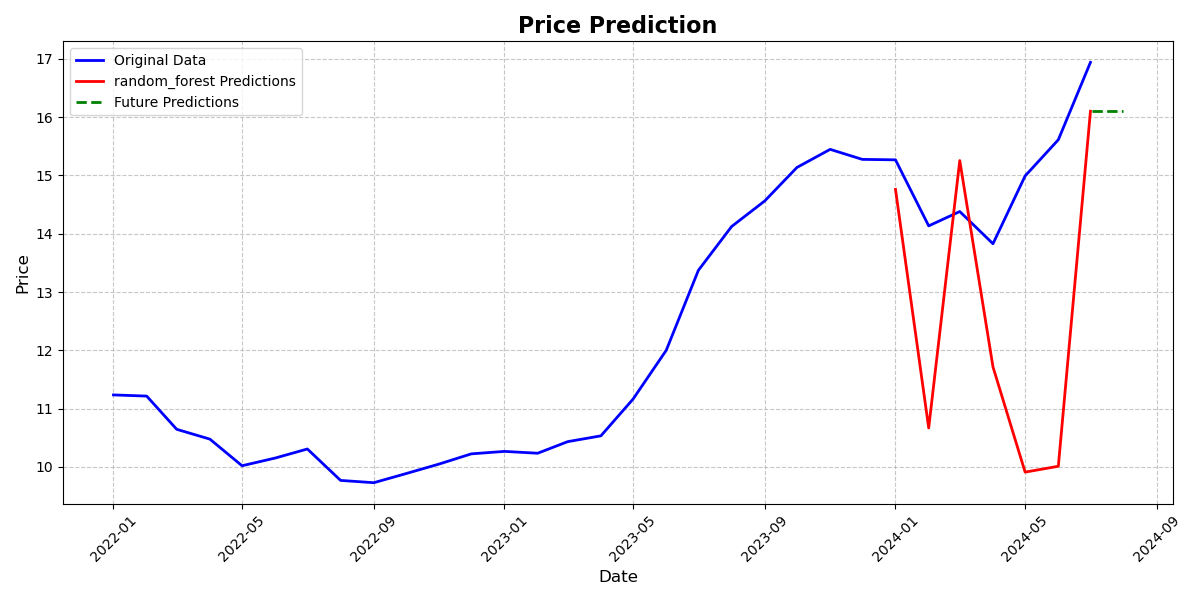 Price Prediction
Original Data
random_forest Predictions
Future Predictions
Price
17
16
15
14
13
12
11
10
2022-01
2022-05
2022-09
2023-01
2023-05
2023-09
2024-01
2024-05
2024-09
Date